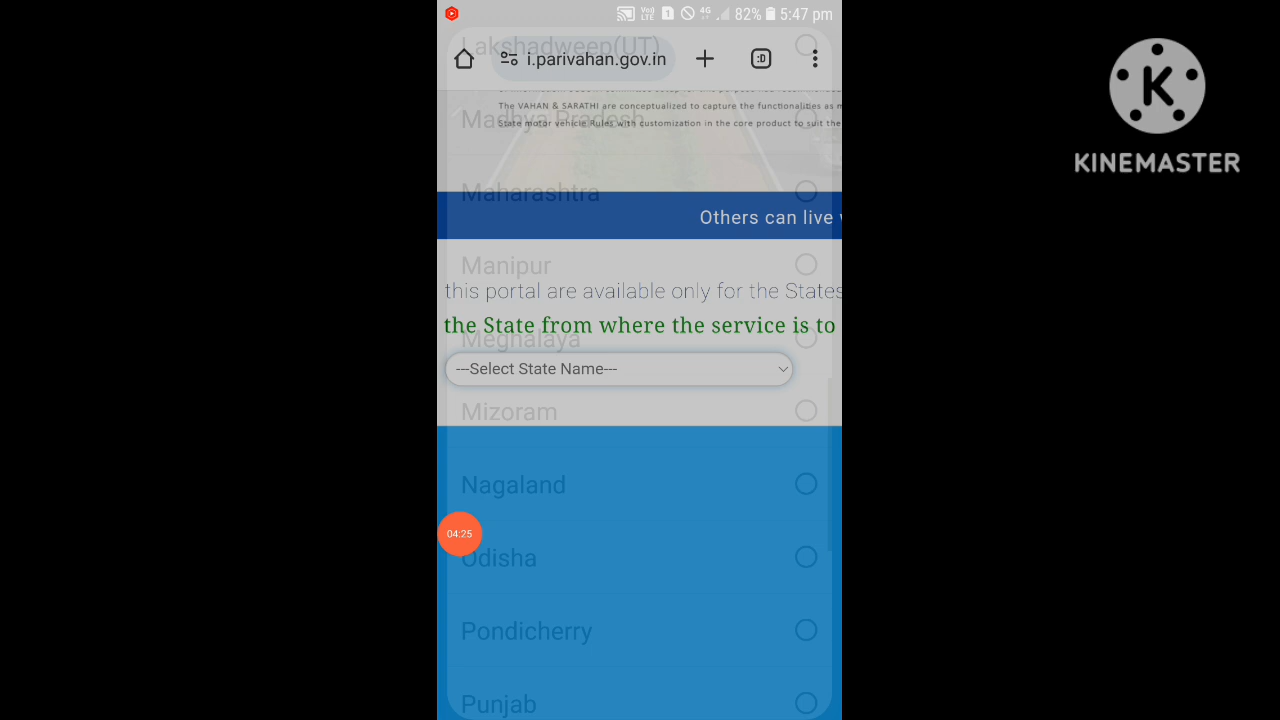 82% 5:47 pm
Lakshadweep(UT)
i.parivahan.gov.in
:D
KINEMASTER
The VAHAN & SARATHI are conceptualized to capture the functionalities as
Madhya Pradesh
State motor vehicle Rules with customization in the core product to suit the
Maharashtra
Others can live
Manipur
this portal are available only for the States
the State from where the service is to
Meghalaya
---Select State Name---
Mizoram
Nagaland
04:25
Odisha
Pondicherry
Punjab